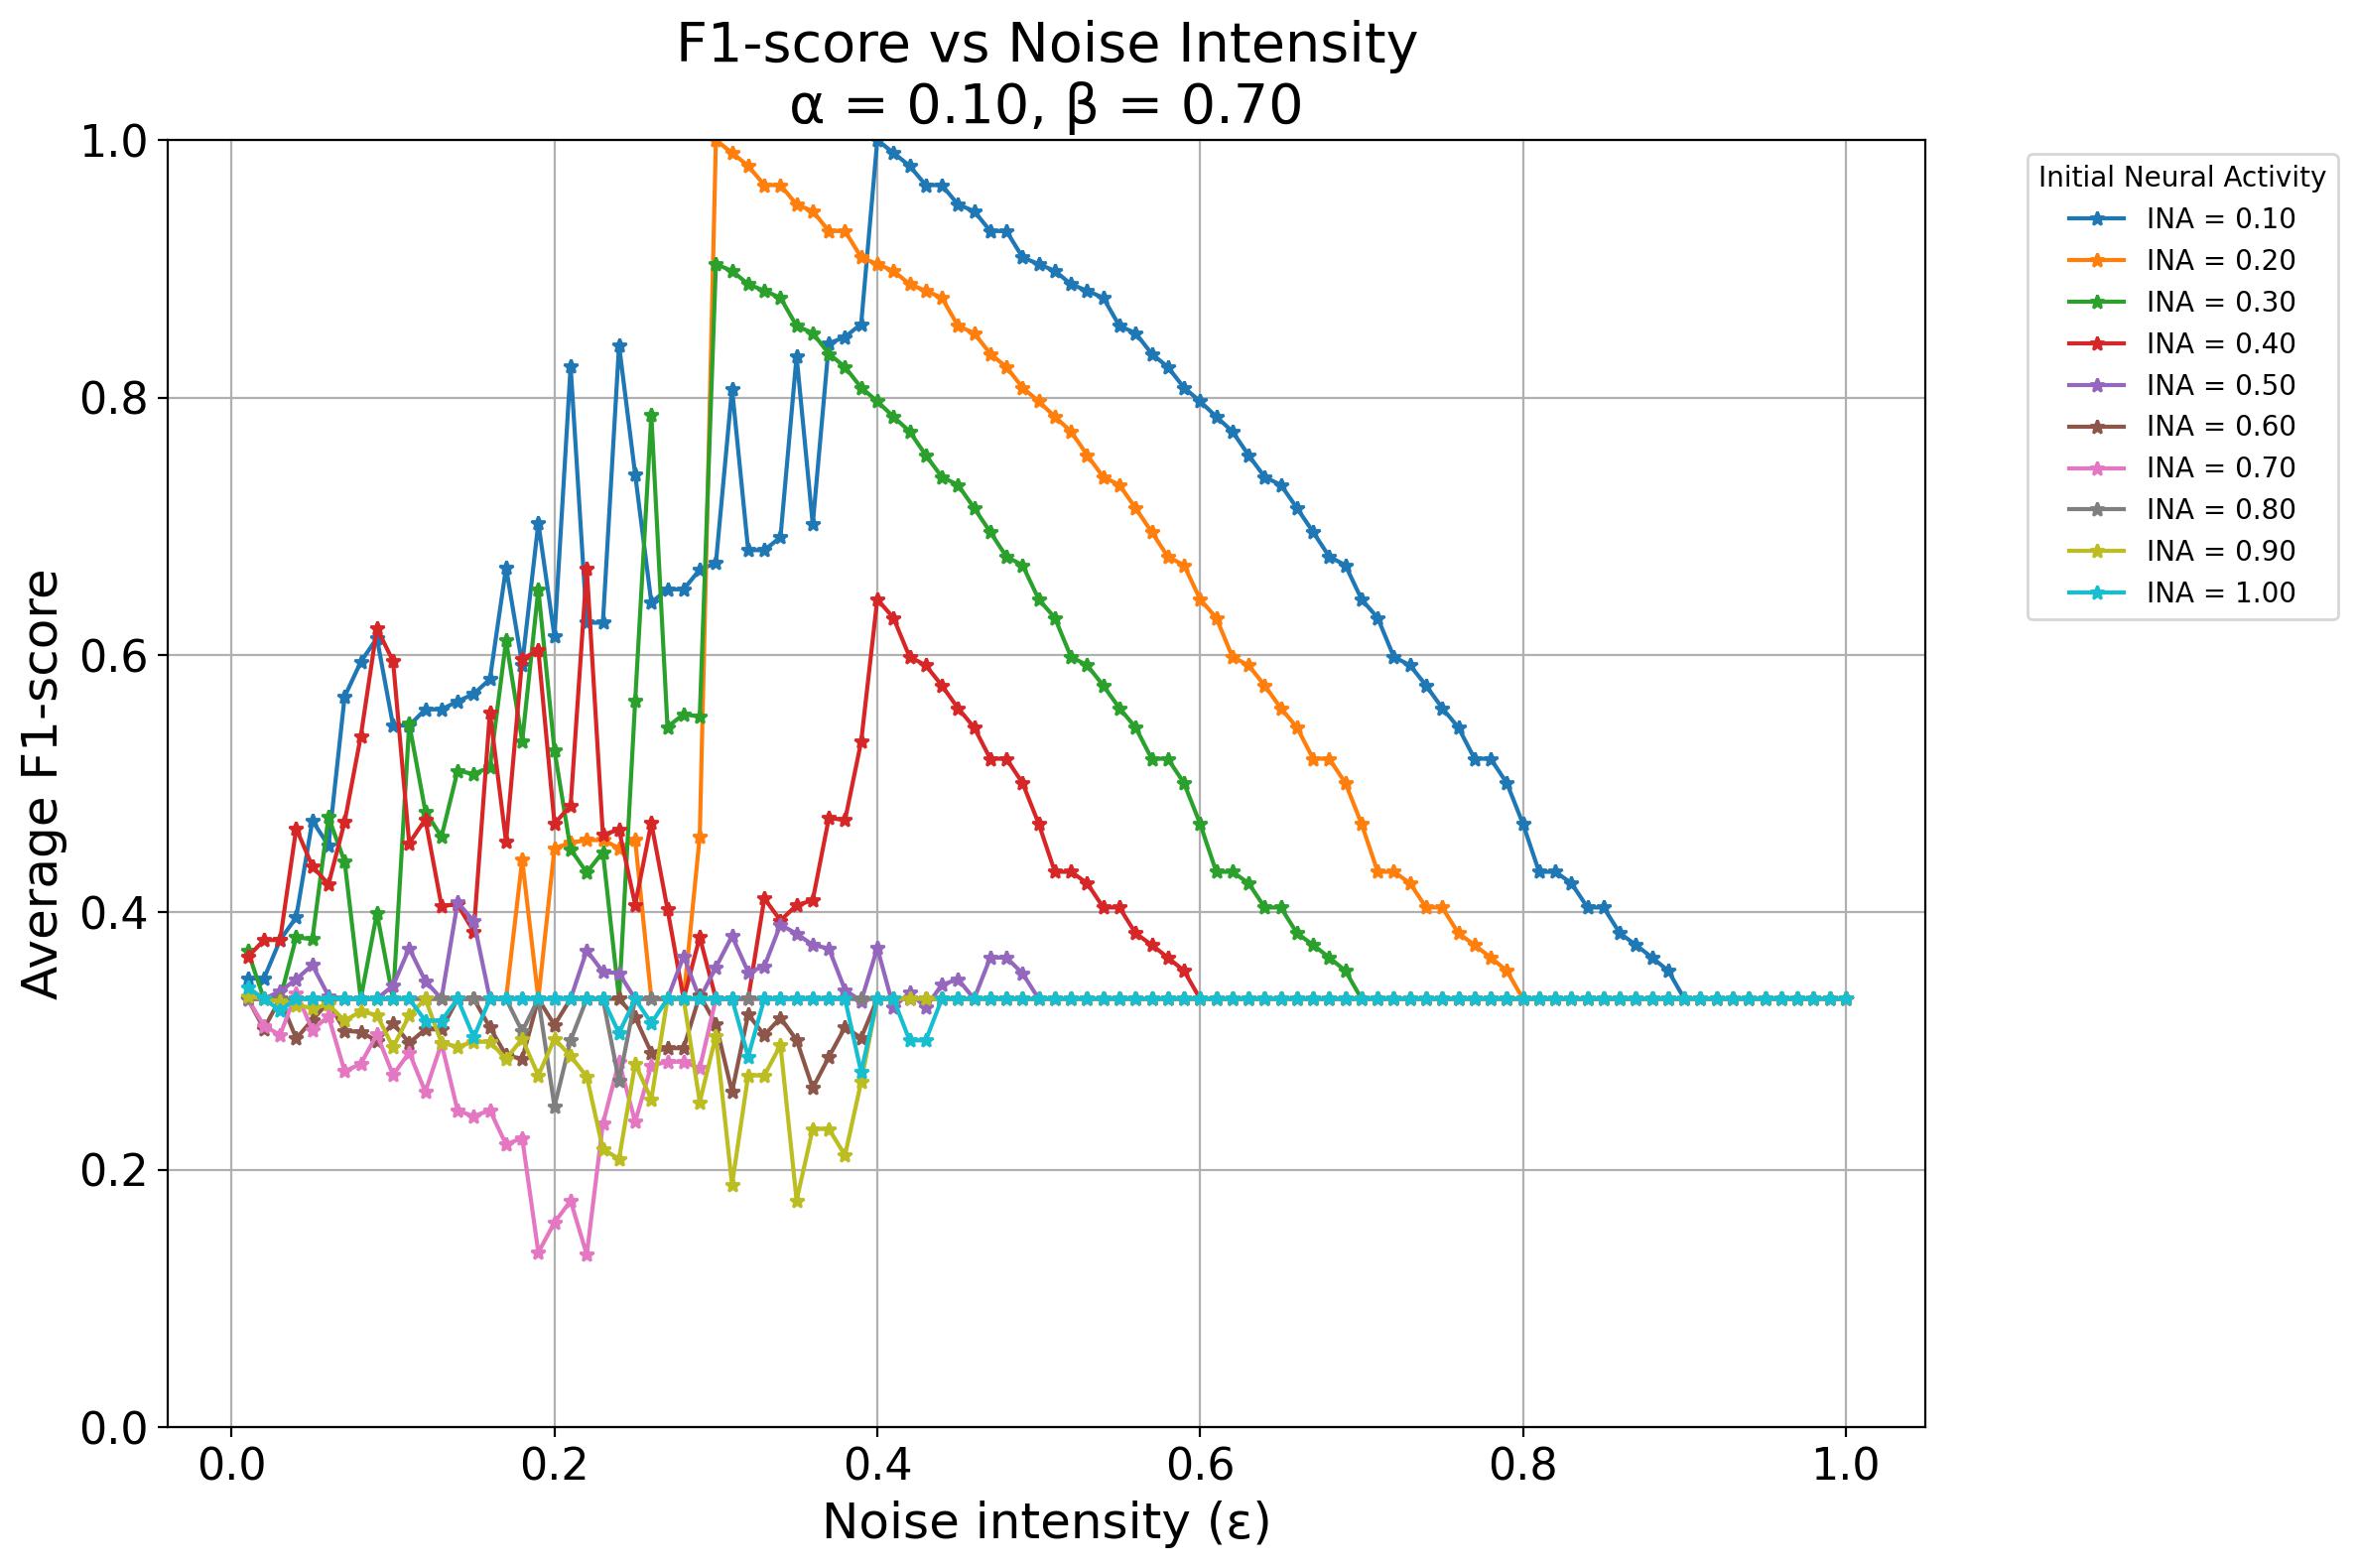 F1-score vs Noise Intensity
α = 0.10, β = 0.70
1.0
0.8
0.6
0.4
0.2
0.0
Average F1-score
0.0 0.2 0.4 0.6 0.8 1.0
Noise intensity (ε)
Initial Neural Activity
INA = 0.10
INA = 0.20
INA = 0.30
INA = 0.40
INA = 0.50
INA = 0.60
INA = 0.70
INA = 0.80
INA = 0.90
INA = 1.00